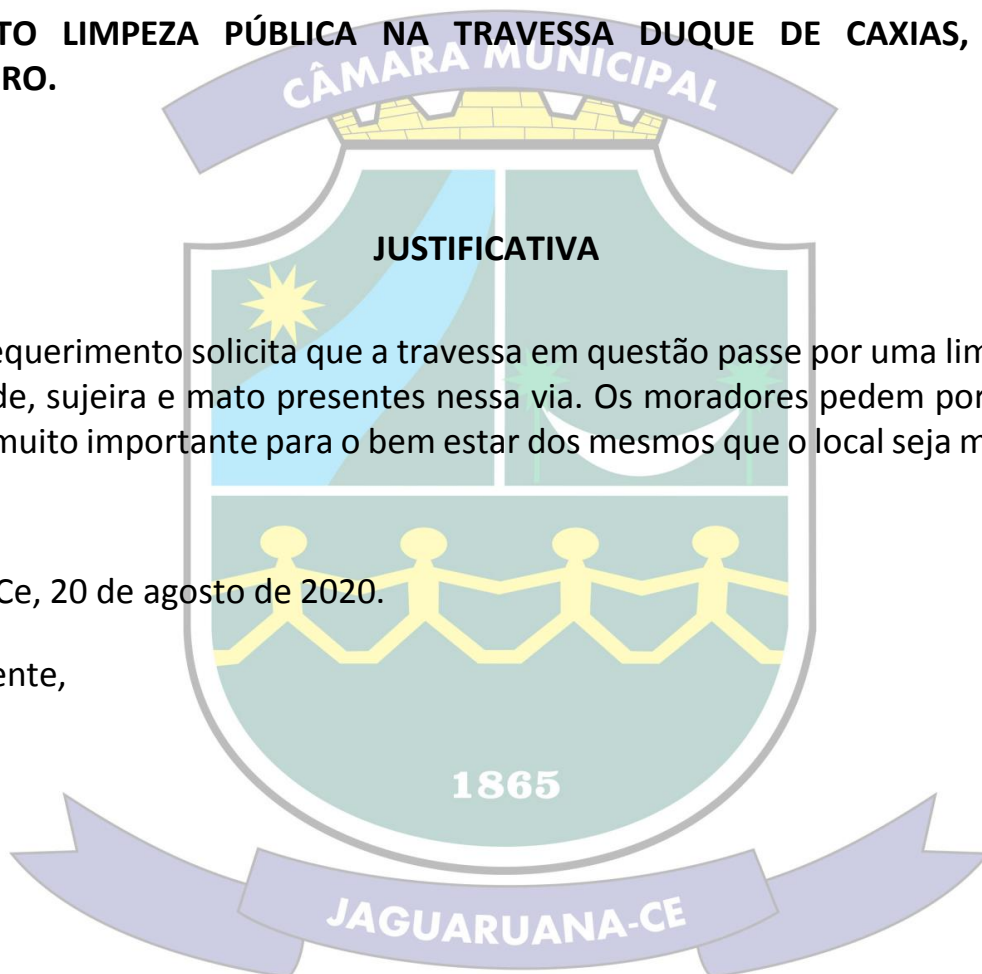 TO LIMPEZA PÚBLICA NA TRAVESSA DUQUE DE CAXIAS,
RO.
CÂMARA MUNICIPAL
JUSTIFICATIVA
equerimento solicita que a travessa em questão passe por uma lim
de, sujeira e mato presentes nessa via. Os moradores pedem por
muito importante para o bem estar dos mesmos que o local seja m
Ce, 20 de agosto de 2020.
ente,
1865
JAGUARUANA-CE